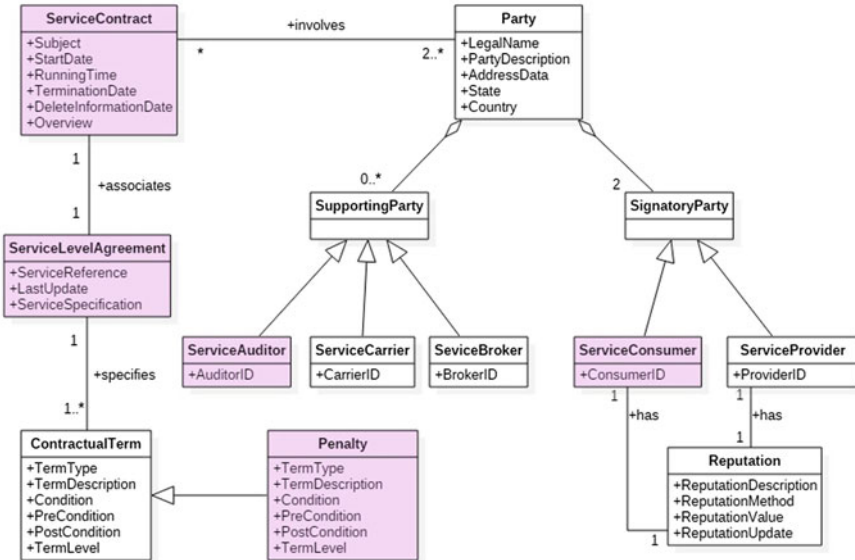 ServiceContract
+Subject
+StartDate
+RunningTime
+TerminationDate
+DeleteInformationDate
+Overview
+involves
*
2..*
Party
+LegalName
+PartyDescription
+AddressData
+State
+Country
1
+associates
1
0..*
2
SupportingParty
SignatoryParty
ServiceLevelAgreement
+ServiceReference
+LastUpdate
+ServiceSpecification
ServiceAuditor
+AuditorID
ServiceCarrier
+CarrierID
SeviceBroker
+BrokerID
ServiceConsumer
+ConsumerID
ServiceProvider
+ProviderID
1
+specifies
1..*
1
+has
1
1
+has
1
ContractualTerm
+TermType
+TermDescription
+Condition
+PreCondition
+PostCondition
+TermLevel
Penalty
+TermType
+TermDescription
+Condition
+PreCondition
+PostCondition
+TermLevel
Reputation
+ReputationDescription
+ReputationMethod
+ReputationValue
+ReputationUpdate